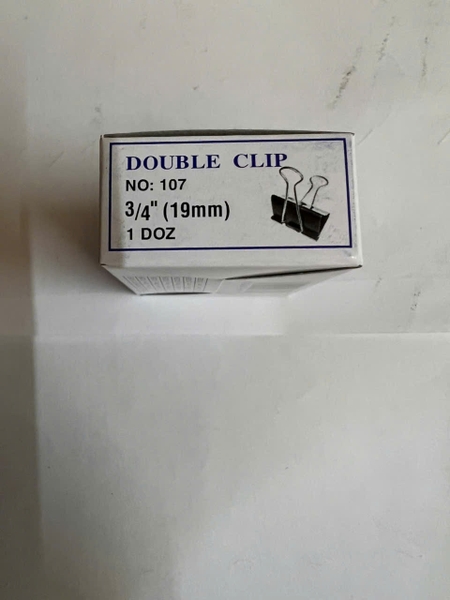 DOUBLE CLIP
NO: 107
3/4" (19mm)
1 DOZ